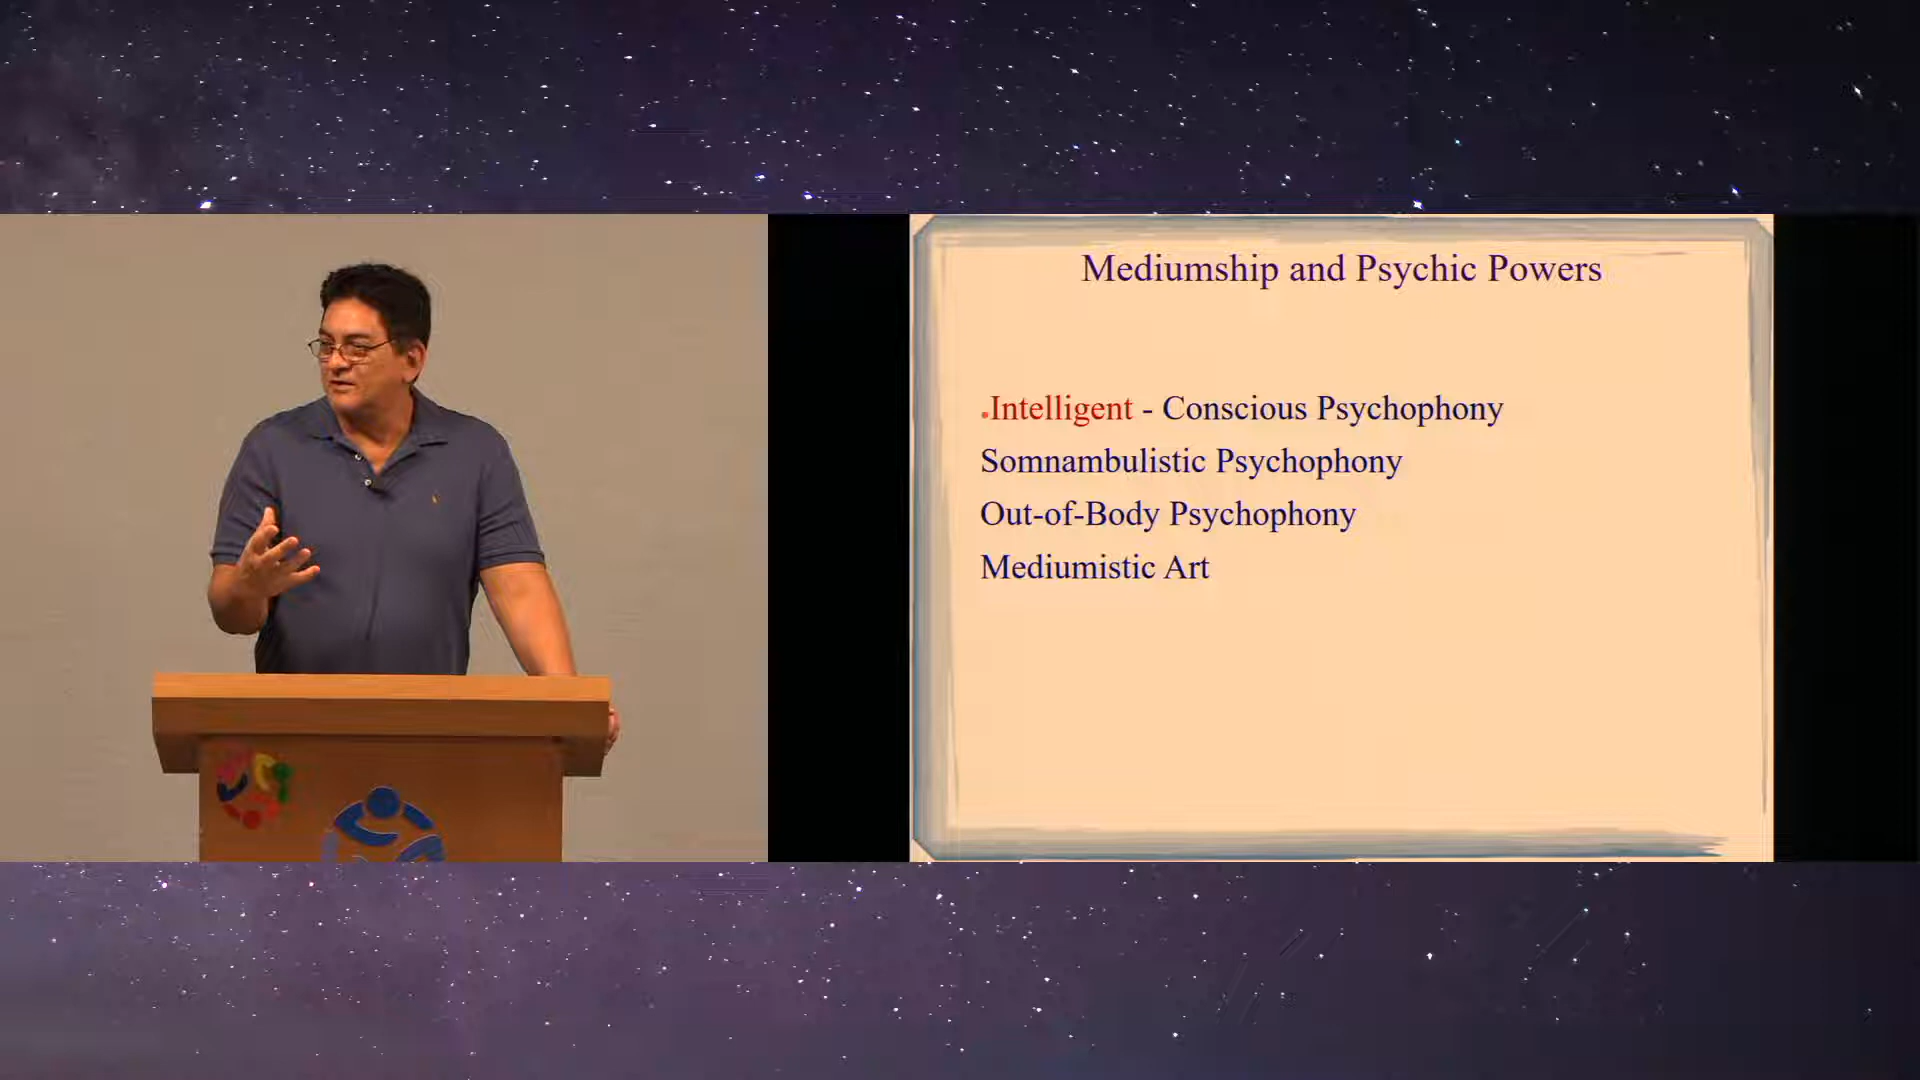 Mediumship and Psychic Powers
•Intelligent - Conscious Psychophony
Somnambulistic Psychophony
Out-of-Body Psychophony
Mediumistic Art